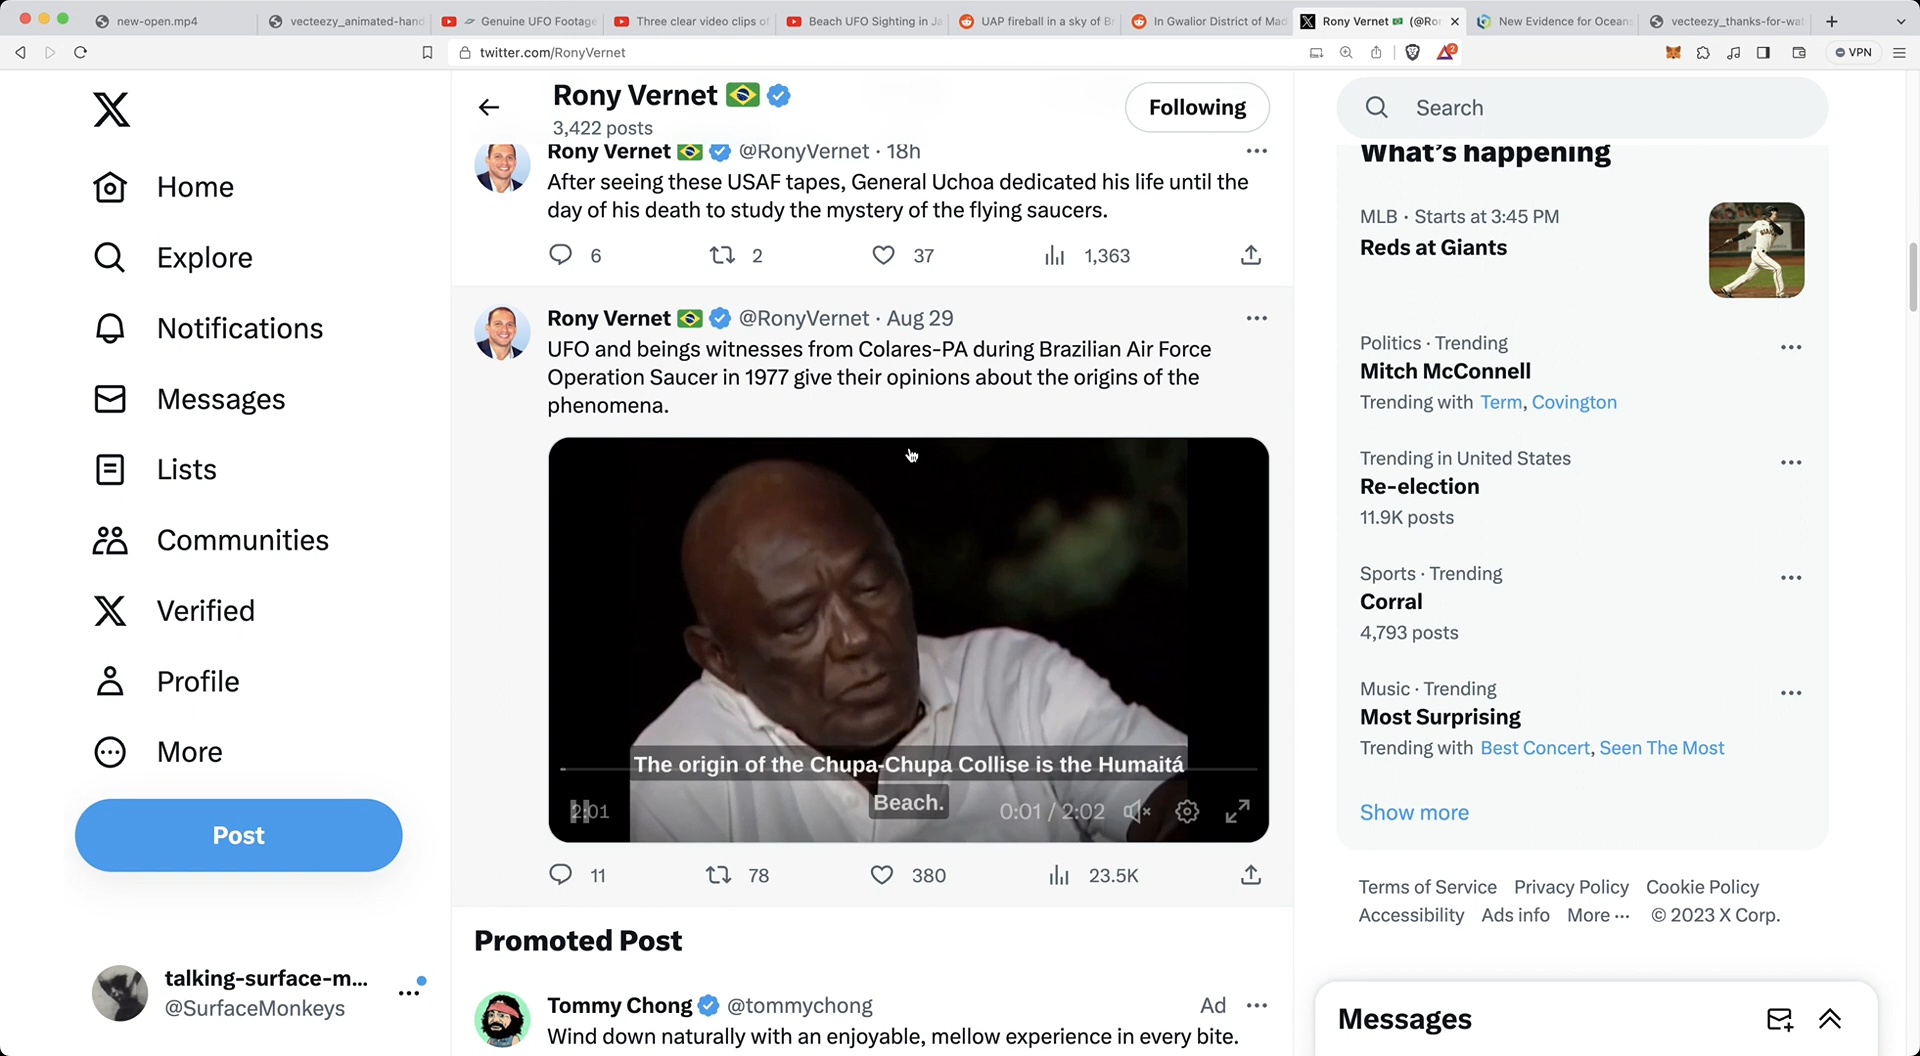 new-open.mp4
vecteezy_animated-hand
Genuine UFO Footage
Three clear video clips of
Beach UFO Sighting in Ja
UAP fireball in a sky of Br
In Gwalior District of Mad
Rony Vernet 🇧🇷 (@Ro
New Evidence for Ocean
vecteezy_thanks-for-wat
twitter.com/RonyVernet
2
VPN
Rony Vernet 🇧🇷
3,422 posts
Following
Search
Home
Explore
Notifications
Messages
Lists
Communities
Verified
Profile
More
Post
talking-surface-m...
@SurfaceMonkeys
Rony Vernet 🇧🇷 @RonyVernet · 18h
After seeing these USAF tapes, General Uchoa dedicated his life until the
day of his death to study the mystery of the flying saucers.
6 2 37 1,363
Rony Vernet 🇧🇷 @RonyVernet · Aug 29
UFO and beings witnesses from Colares-PA during Brazilian Air Force
Operation Saucer in 1977 give their opinions about the origins of the
phenomena.
The origin of the Chupa-Chupa Collise is the Humaitá
Beach.
2:01
0:01 / 2:02
11 78 380 23.5K
Promoted Post
Tommy Chong @tommychong
Ad
Wind down naturally with an enjoyable, mellow experience in every bite.
What's happening
MLB · Starts at 3:45 PM
Reds at Giants
Politics · Trending
Mitch McConnell
Trending with Term, Covington
Trending in United States
Re-election
11.9K posts
Sports · Trending
Corral
4,793 posts
Music · Trending
Most Surprising
Trending with Best Concert, Seen The Most
Show more
Terms of Service Privacy Policy Cookie Policy
Accessibility Ads info More ··· © 2023 X Corp.
Messages